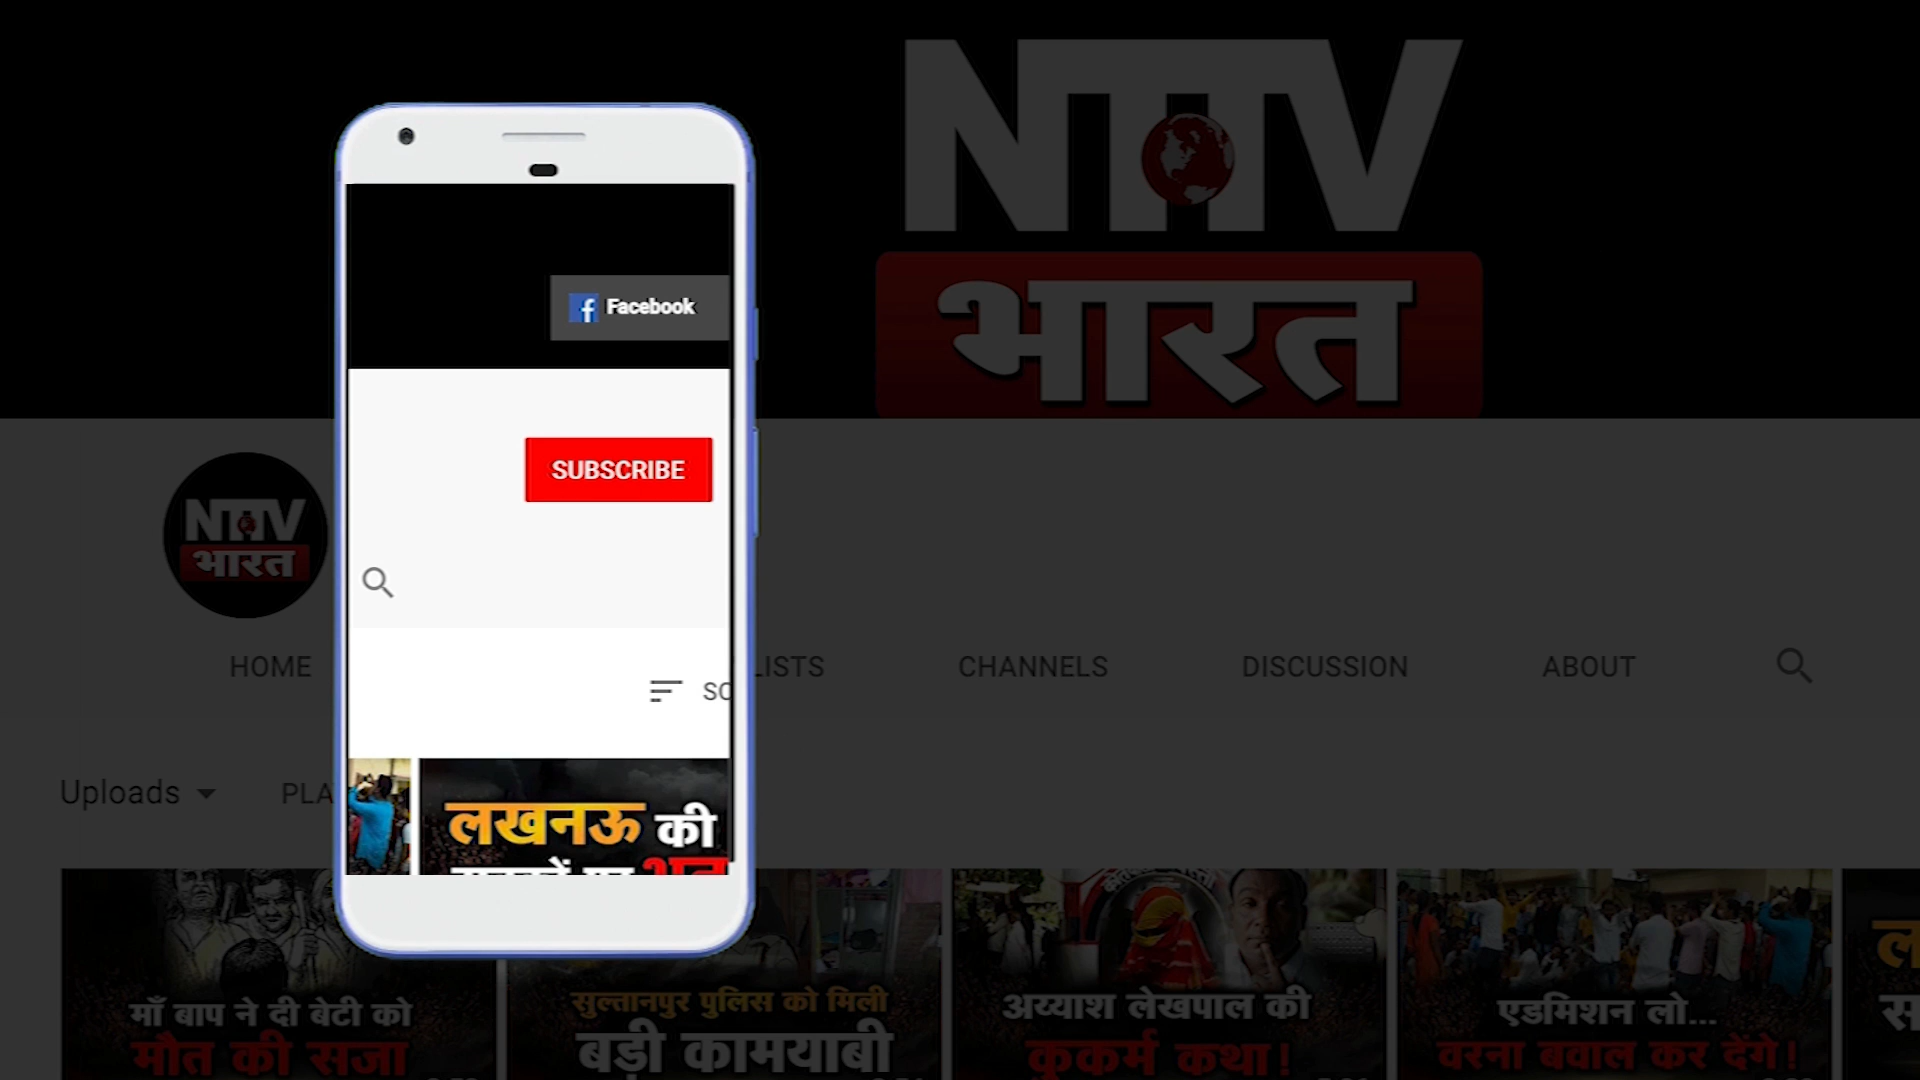 NTTV
भारत
Facebook
SUBSCRIBE
NTTV
भारत
HOME
LISTS
CHANNELS
DISCUSSION
ABOUT
Uploads
लखनऊ की
माँ बाप ने दी बेटी को
मौत की सजा
सुल्तानपुर पुलिस को मिली
बड़ी कामयाबी
अय्याश लेखपाल की
कुकर्म कथा!
एडमिशन लो...
वरना बवाल कर देंगे!